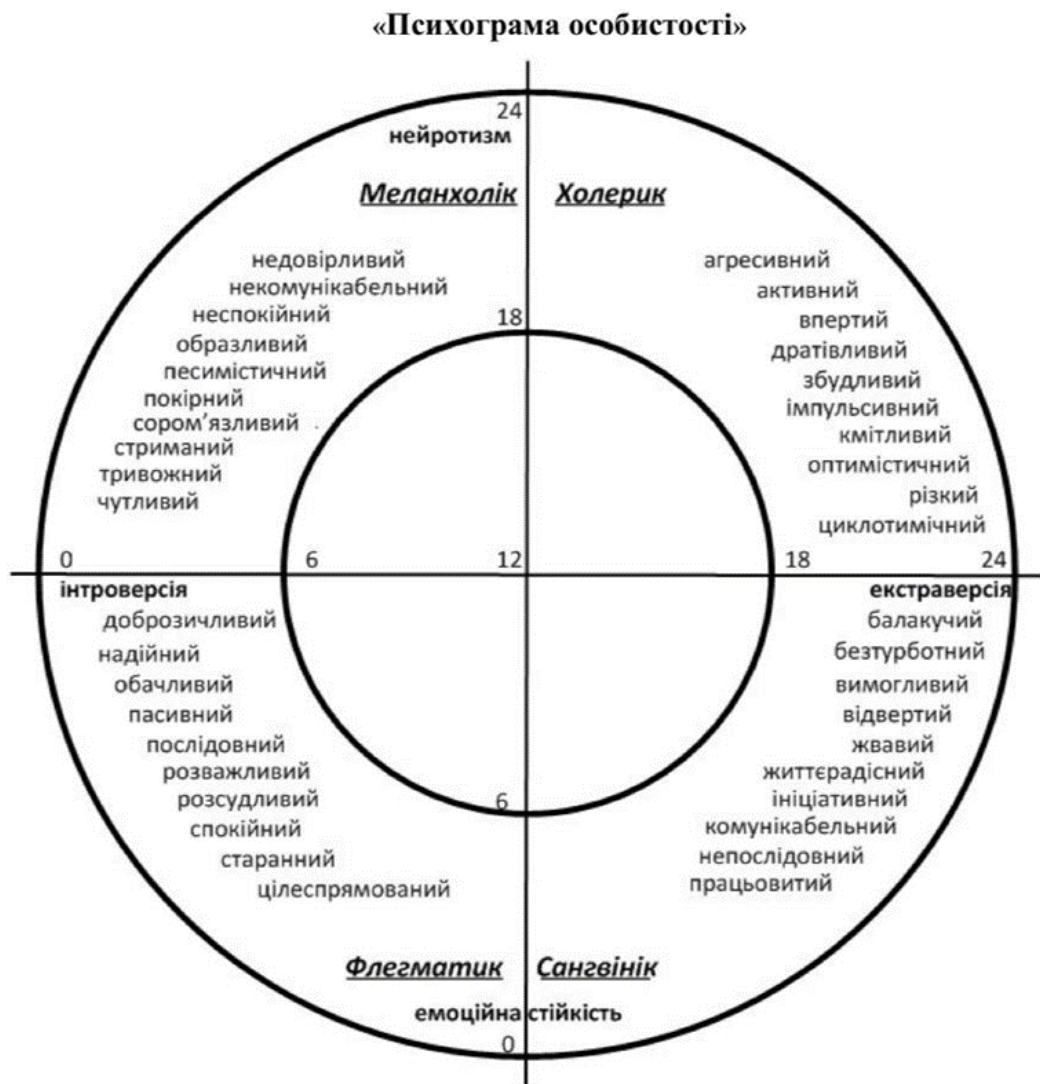 «Психограма особистості»
24
нейротизм
Меланхолік
Холерик
недовірливий
некомунікабельний
неспокійний
образливий
песимістичний
покірний
сором’язливий
стриманий
тривожний
чутливий
агресивний
активний
впертий
дратівливий
збудливий
імпульсивний
кмітливий
оптимістичний
різкий
циклотимічний
18
0
6
12
18
24
інтроверсія
екстраверсія
доброзичливий
надійний
обачливий
пасивний
послідовний
розважливий
розсудливий
спокійний
старанний
цілеспрямований
балакучий
безтурботний
вимогливий
відвертий
жвавий
життєрадісний
ініціативний
комунікабельний
непослідовний
працьовитий
6
Флегматик
Сангвінік
емоційна стійкість
0